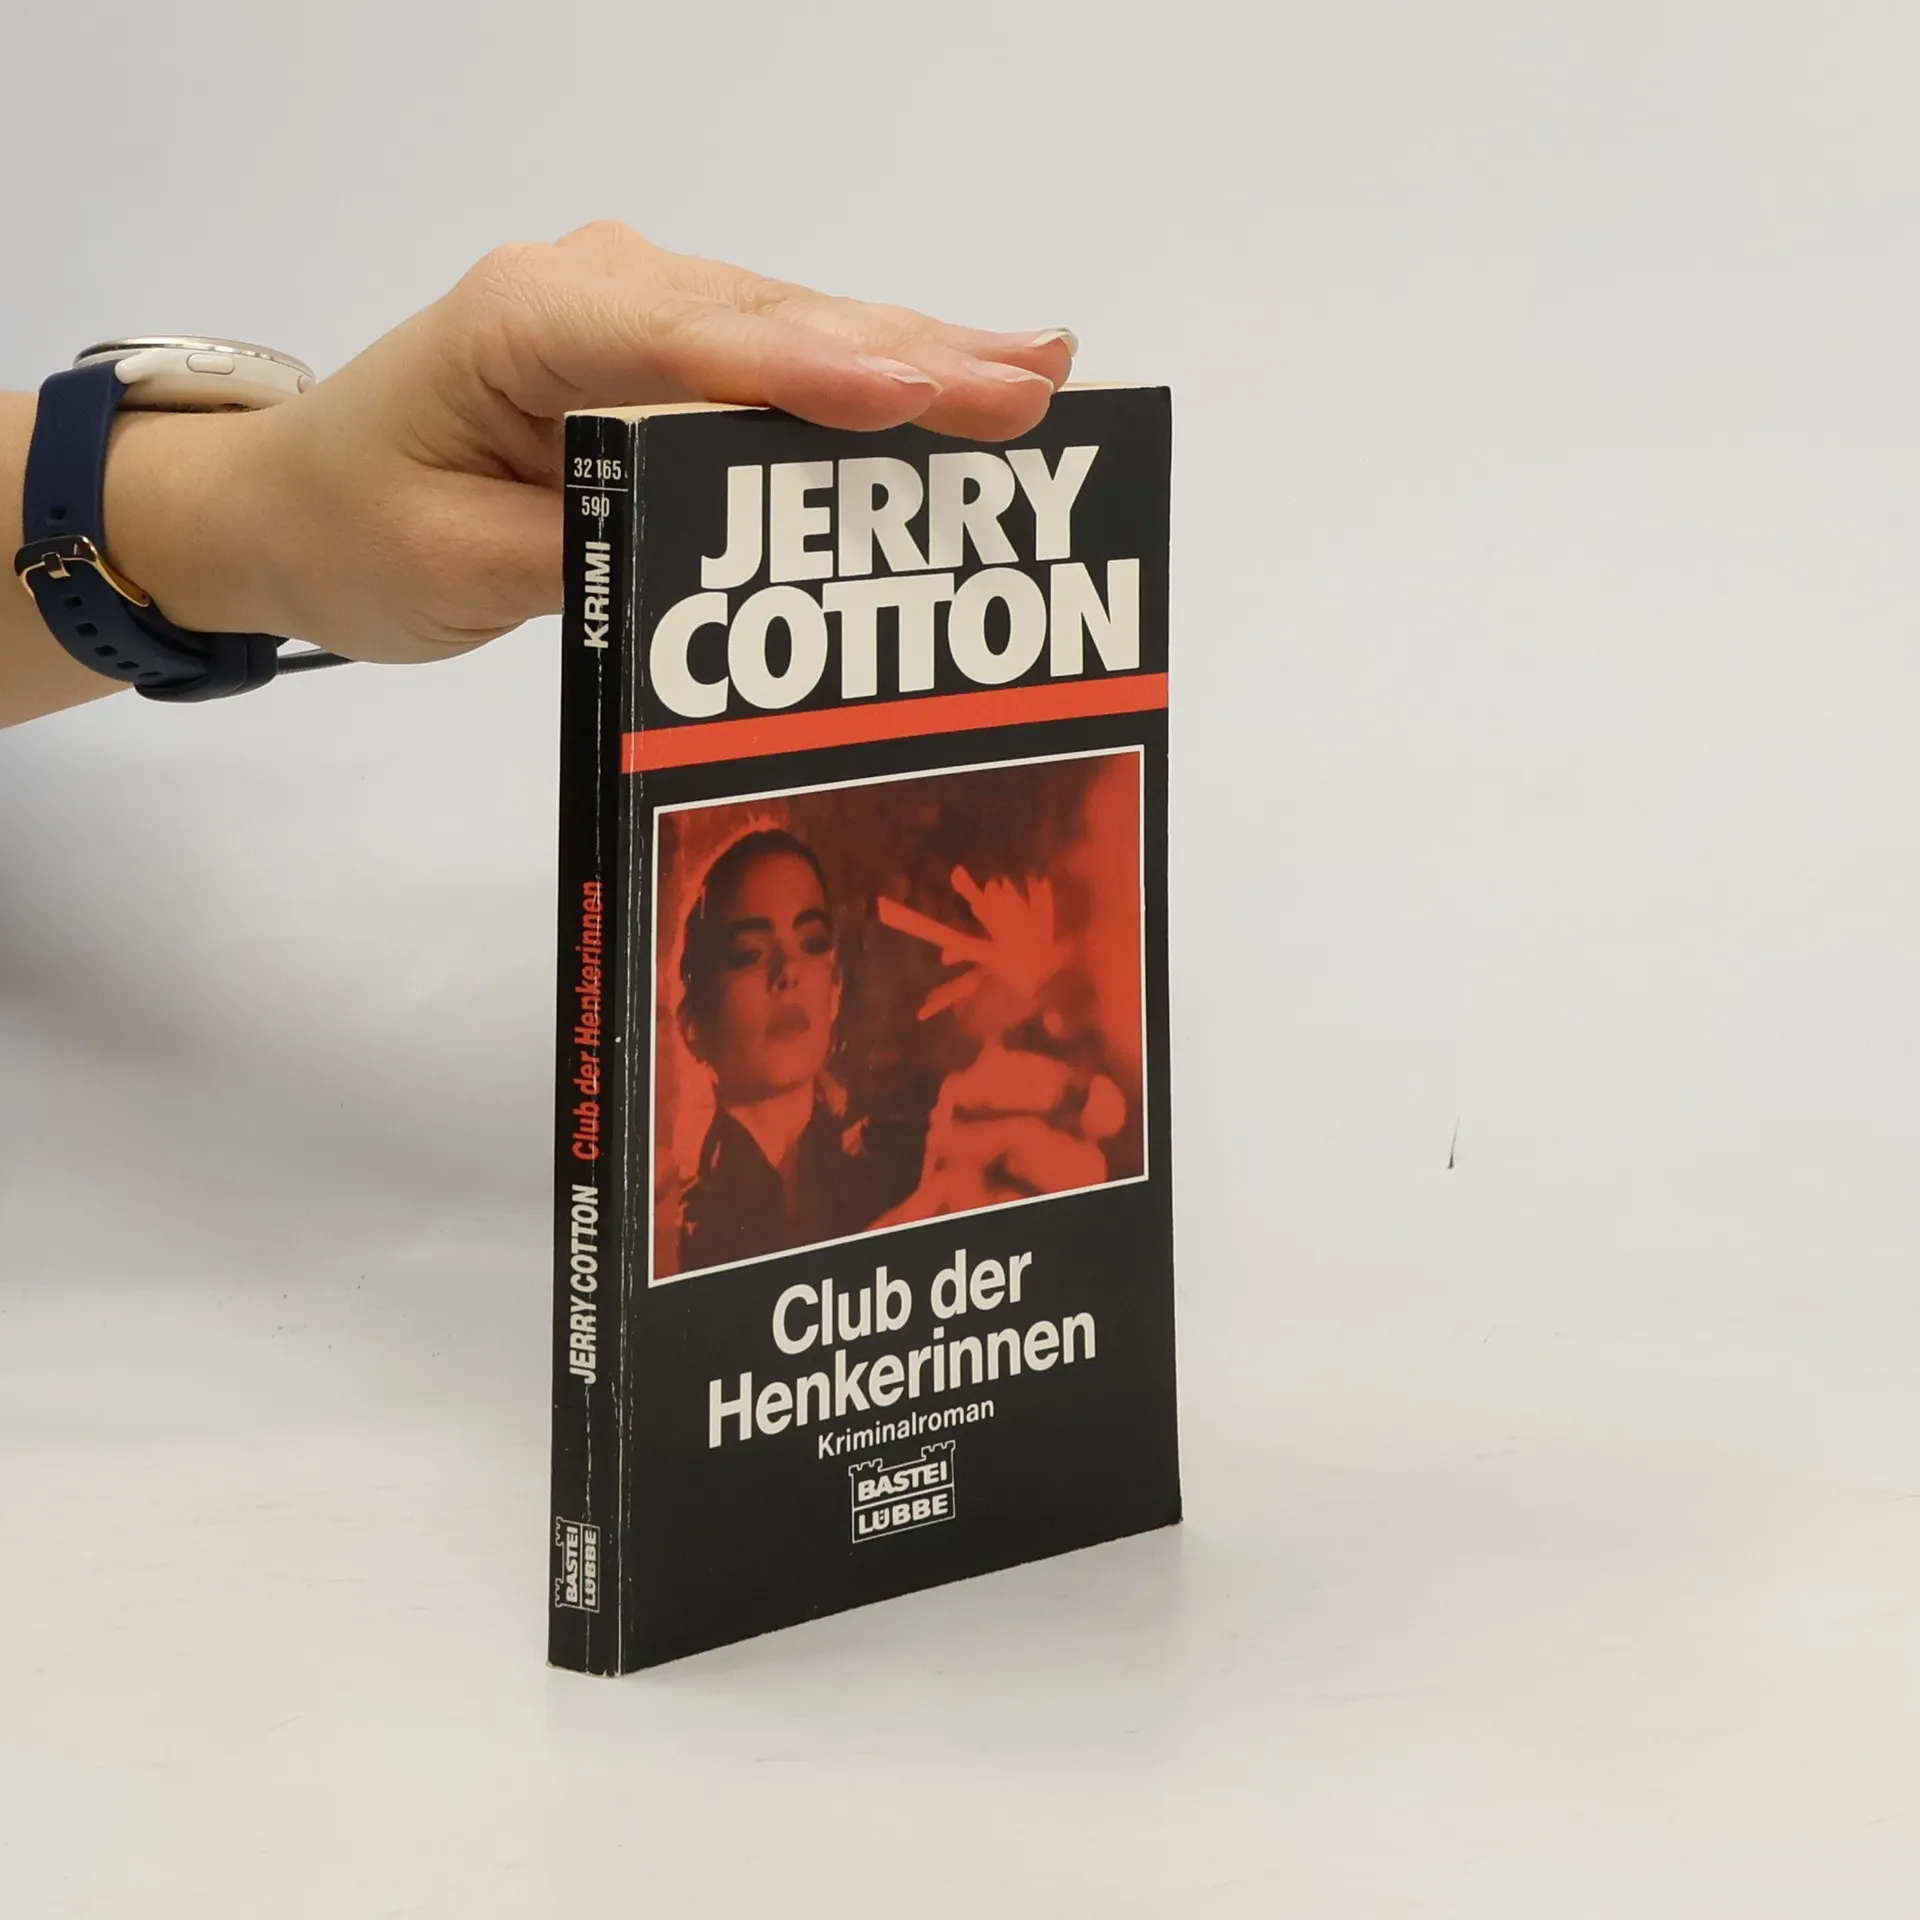 32 165
590
KRIMI
Club der Henkerinnen
JERRY COTTON
BASTEI
LÜBBE
JERRY
COTTON
Club der
Henkerinnen
Kriminalroman
BASTEI
LÜBBE